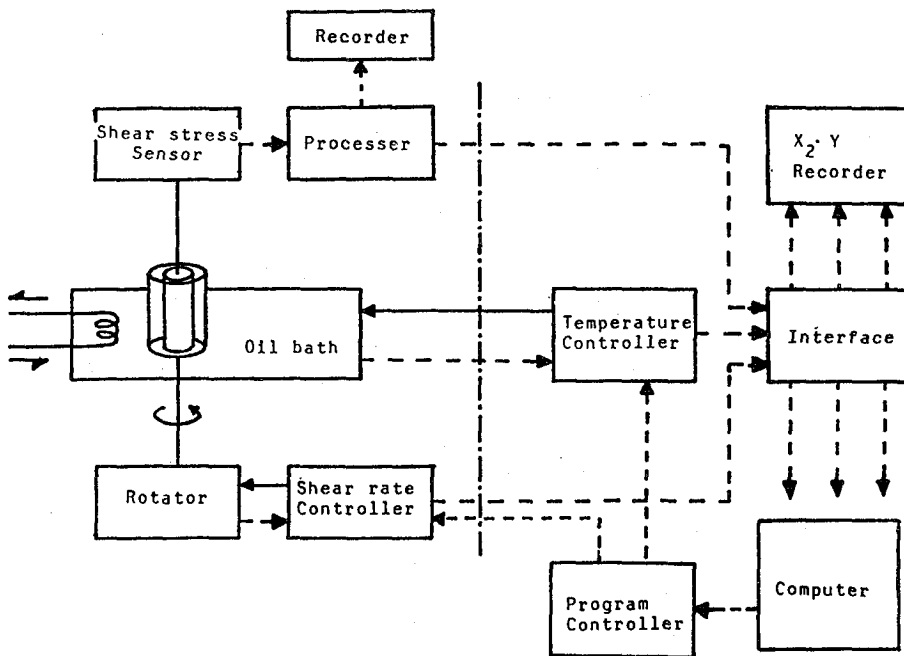 Recorder
Shear stress
Sensor
Processer
X₂· Y
Recorder
Oil bath
Temperature
Controller
Interface
Rotator
Shear rate
Controller
Program
Controller
Computer